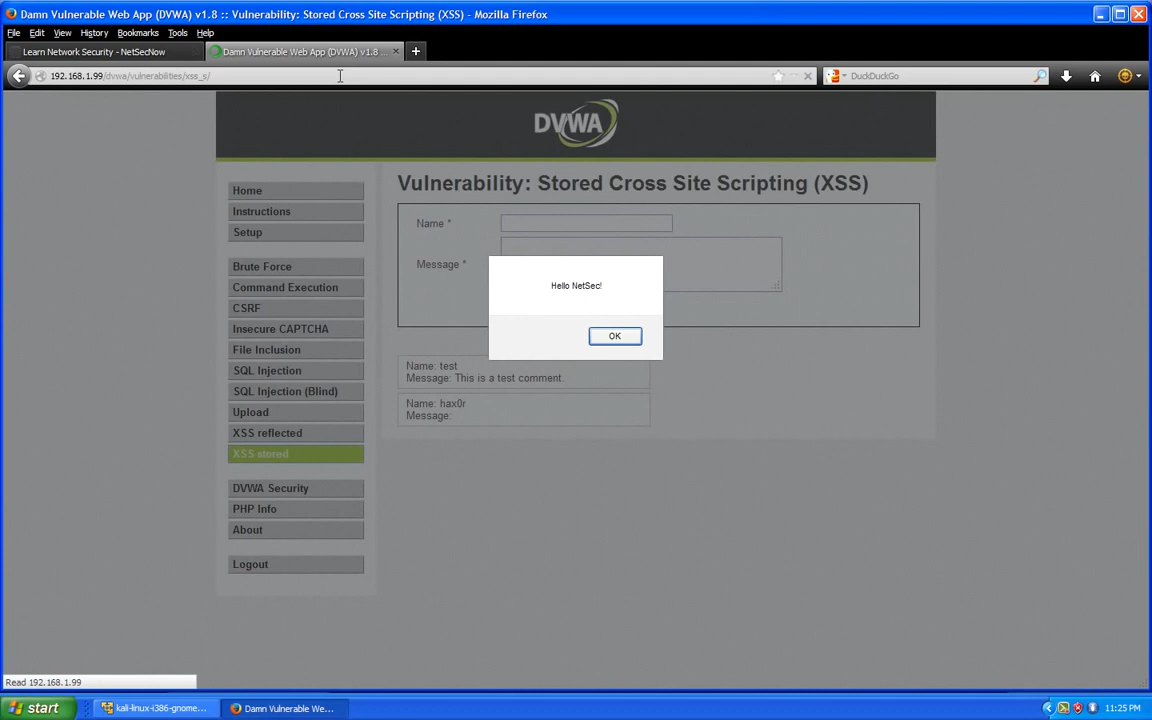 Damn Vulnerable Web App (DVWA) v1.8 :: Vulnerability: Stored Cross Site Scripting (XSS) - Mozilla Firefox
File Edit View History Bookmarks Tools Help
Learn Network Security - NetSecNow
Damn Vulnerable Web App (DVWA) v1.8 ...
192.168.1.99/dvwa/vulnerabilities/xss_s/
DuckDuckGo
DVWA
Vulnerability: Stored Cross Site Scripting (XSS)
Name *
Message *
Hello NetSec!
OK
Name: test
Message: This is a test comment.
Name: hax0r
Message:
Home
Instructions
Setup
Brute Force
Command Execution
CSRF
Insecure CAPTCHA
File Inclusion
SQL Injection
SQL Injection (Blind)
Upload
XSS reflected
XSS stored
DVWA Security
PHP Info
About
Logout
Read 192.168.1.99
start
kali-linux-i386-gnome...
Damn Vulnerable We...
11:25 PM